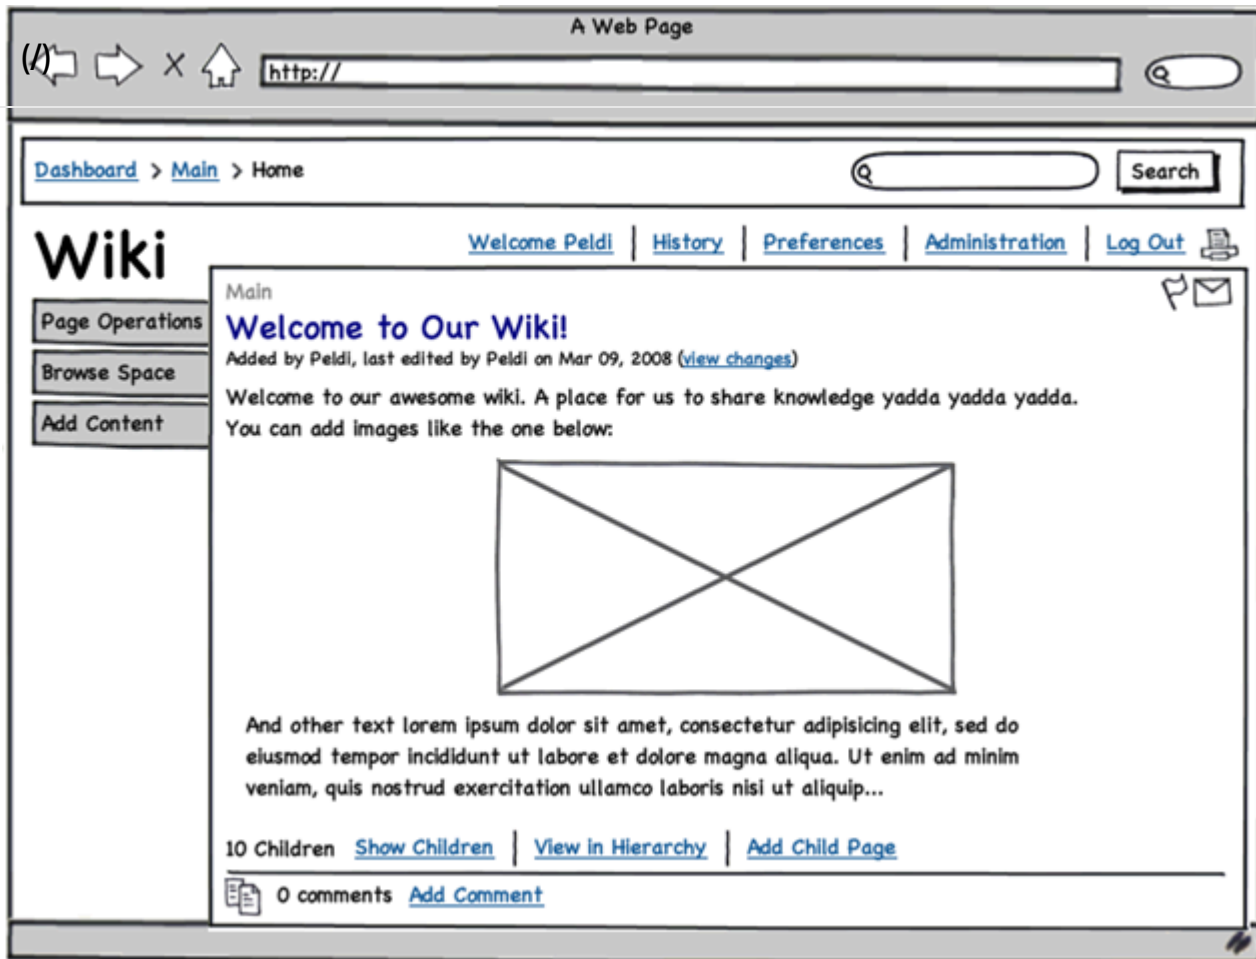 A Web Page
(/)
http://
Dashboard > Main > Home
Search
Wiki
Welcome Peldi | History | Preferences | Administration | Log Out
Page Operations
Browse Space
Add Content
Main
Welcome to Our Wiki!
Added by Peldi, last edited by Peldi on Mar 09, 2008 (view changes)
Welcome to our awesome wiki. A place for us to share knowledge yadda yadda yadda.
You can add images like the one below:
And other text lorem ipsum dolor sit amet, consectetur adipisicing elit, sed do
eiusmod tempor incididunt ut labore et dolore magna aliqua. Ut enim ad minim
veniam, quis nostrud exercitation ullamco laboris nisi ut aliquip...
10 Children Show Children | View in Hierarchy | Add Child Page
0 comments Add Comment